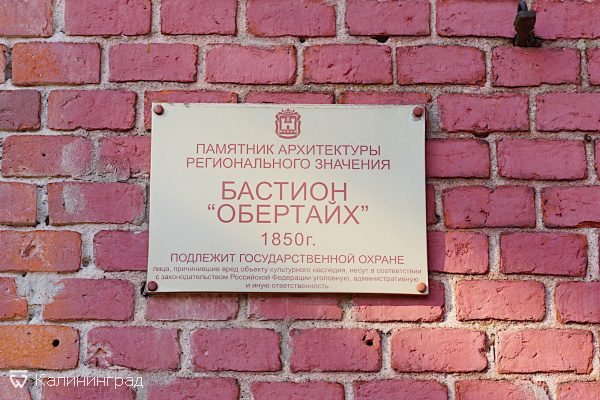 ПАМЯТНИК АРХИТЕКТУРЫ
РЕГИОНАЛЬНОГО ЗНАЧЕНИЯ
БАСТИОН
“ОБЕРТАЙХ”
1850г.
ПОДЛЕЖИТ ГОСУДАРСТВЕННОЙ ОХРАНЕ
лица, причинившие вред объекту культурного наследия, несут в соответствии
с законодательством Российской Федерации уголовную, административную
и иную ответственность.
Калининград